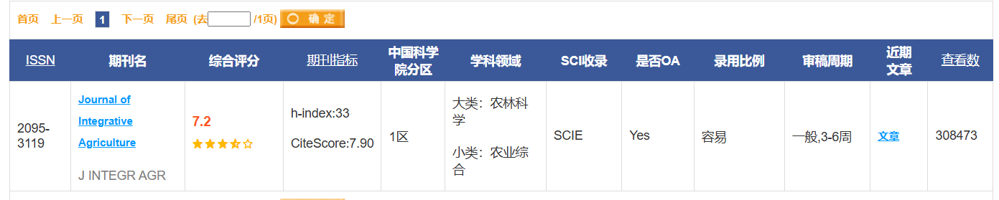 首页 上一页 1 下一页 尾页 (去 /1页) 确 定
ISSN 期刊名 综合评分 期刊指标 中国科学院分区 学科领域 SCI收录 是否OA 录用比例 审稿周期 近期文章 查看数
2095-3119
Journal of
Integrative
Agriculture
J INTEGR AGR
7.2
h-index:33
CiteScore:7.90
1区
大类：农林科
学
小类：农业综
合
SCIE
Yes
容易
一般,3-6周
文章
308473